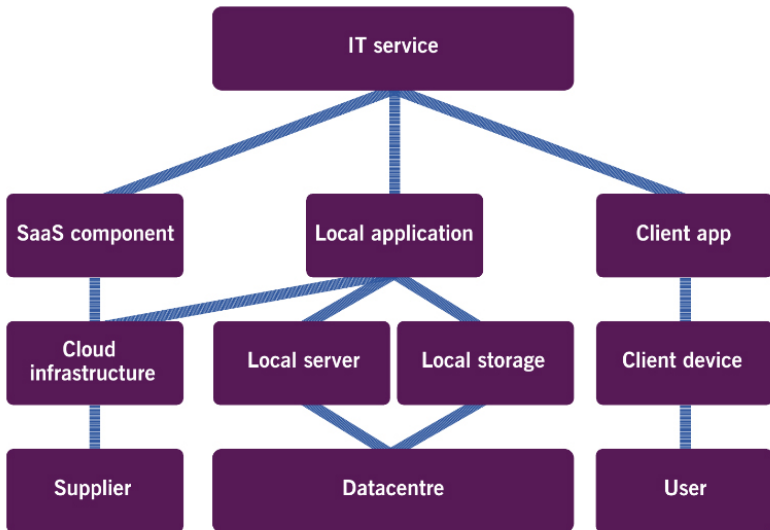 IT service
SaaS component
Local application
Client app
Cloud
infrastructure
Local server
Local storage
Client device
Supplier
Datacentre
User